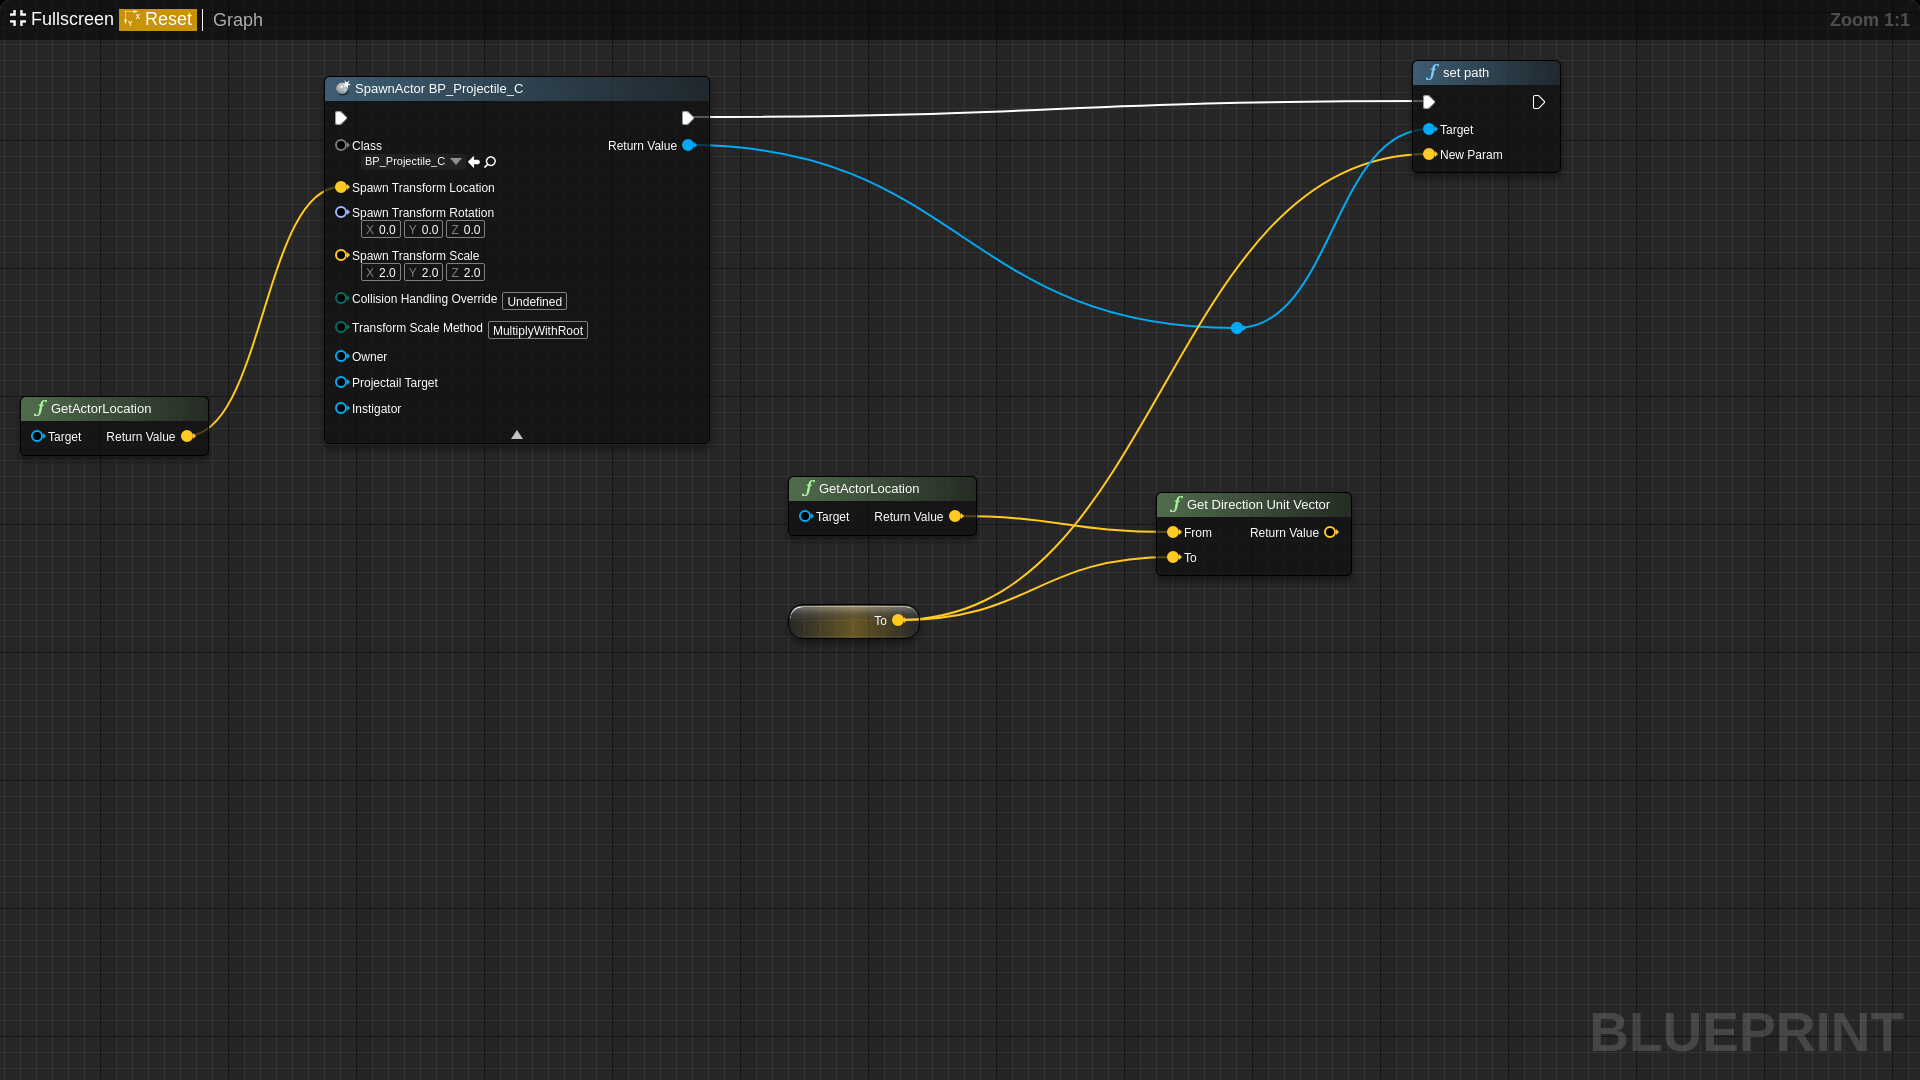 Fullscreen Reset Graph Zoom 1:1
SpawnActor BP_Projectile_C
Class Return Value
BP_Projectile_C
Spawn Transform Location
Spawn Transform Rotation
X 0.0 Y 0.0 Z 0.0
Spawn Transform Scale
X 2.0 Y 2.0 Z 2.0
Collision Handling Override Undefined
Transform Scale Method MultiplyWithRoot
Owner
Projectail Target
Instigator
set path
Target
New Param
GetActorLocation
Target Return Value
GetActorLocation
Target Return Value
Get Direction Unit Vector
From Return Value
To
To
BLUEPRINT